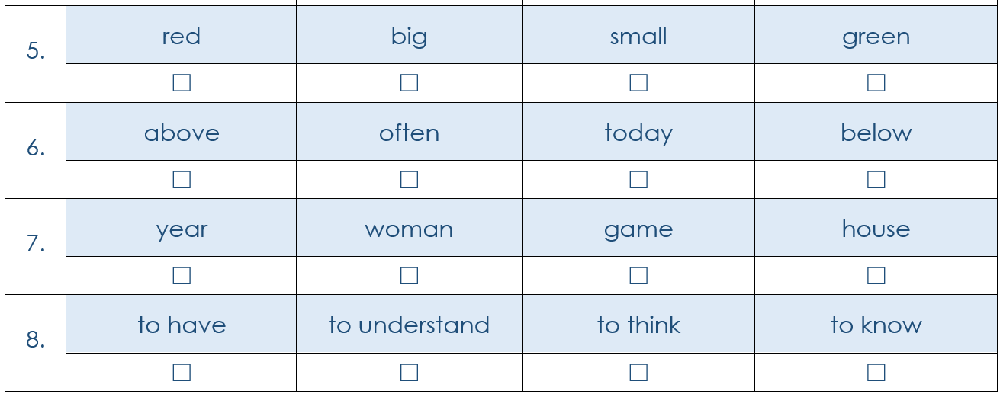 5. red big small green
☐ ☐ ☐ ☐
6. above often today below
☐ ☐ ☐ ☐
7. year woman game house
☐ ☐ ☐ ☐
8. to have to understand to think to know
☐ ☐ ☐ ☐